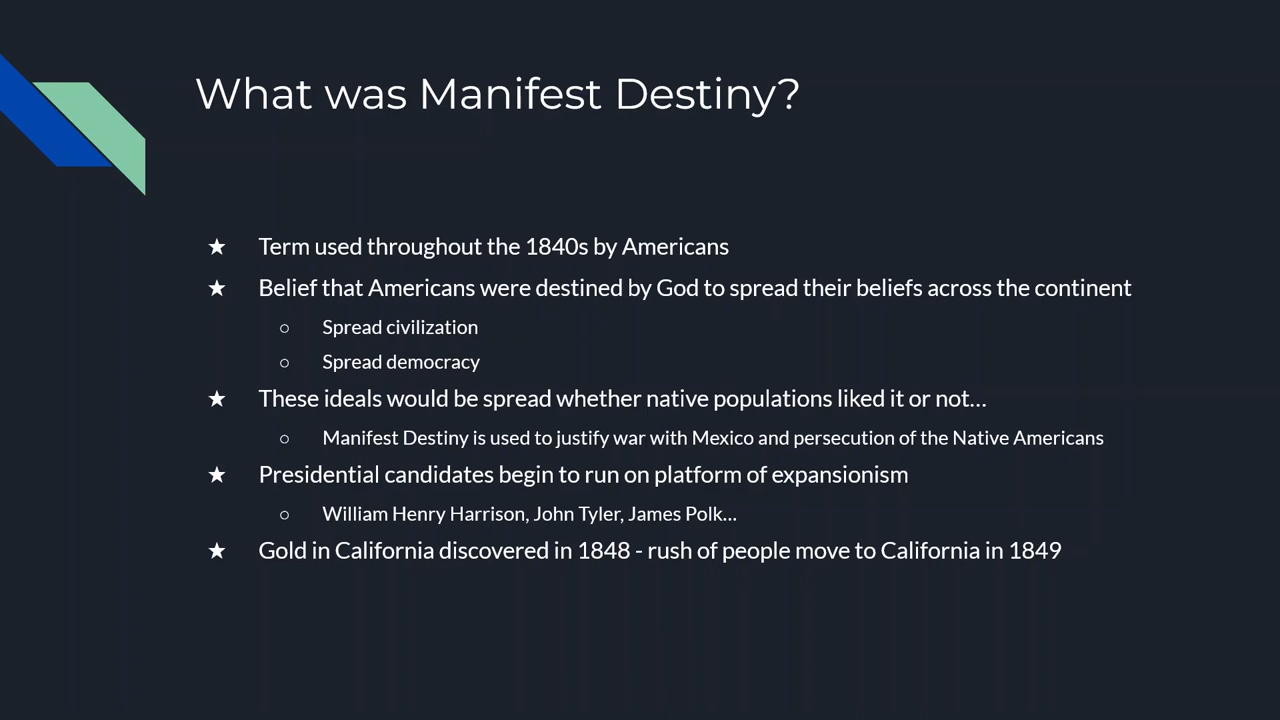 What was Manifest Destiny?
★ Term used throughout the 1840s by Americans
★ Belief that Americans were destined by God to spread their beliefs across the continent
○ Spread civilization
○ Spread democracy
★ These ideals would be spread whether native populations liked it or not...
○ Manifest Destiny is used to justify war with Mexico and persecution of the Native Americans
★ Presidential candidates begin to run on platform of expansionism
○ William Henry Harrison, John Tyler, James Polk...
★ Gold in California discovered in 1848 - rush of people move to California in 1849